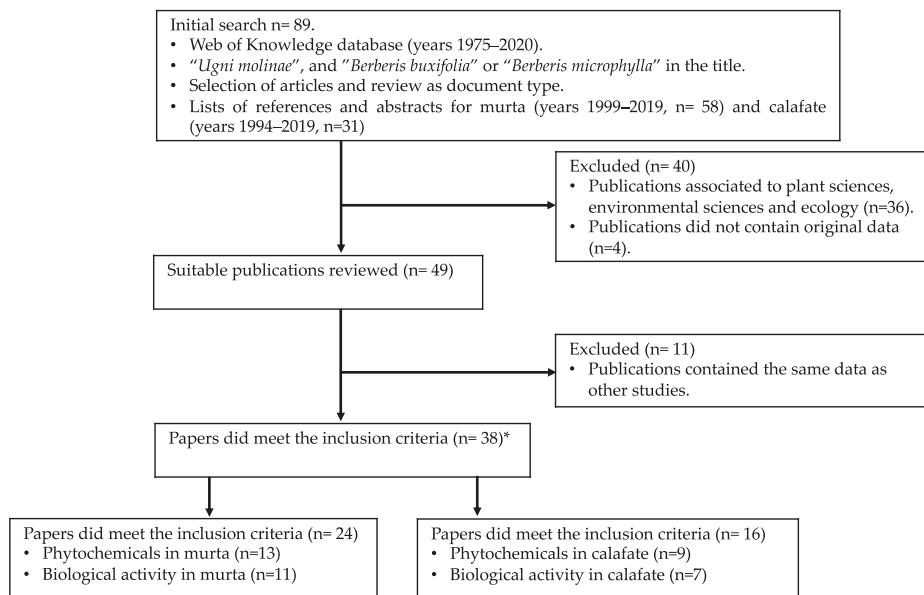 Initial search n= 89.
• Web of Knowledge database (years 1975–2020).
• “Ugni molinae”, and ”Berberis buxifolia” or “Berberis microphylla” in the title.
• Selection of articles and review as document type.
• Lists of references and abstracts for murta (years 1999–2019, n= 58) and calafate
(years 1994–2019, n=31)
Excluded (n= 40)
• Publications associated to plant sciences,
environmental sciences and ecology (n=36).
• Publications did not contain original data
(n=4).
Suitable publications reviewed (n= 49)
Excluded (n= 11)
• Publications contained the same data as
other studies.
Papers did meet the inclusion criteria (n= 38)*
Papers did meet the inclusion criteria (n= 24)
• Phytochemicals in murta (n=13)
• Biological activity in murta (n=11)
Papers did meet the inclusion criteria (n= 16)
• Phytochemicals in calafate (n=9)
• Biological activity in calafate (n=7)